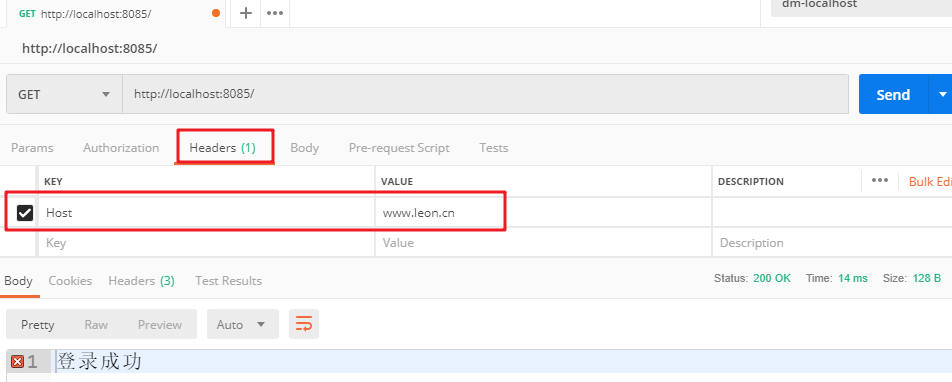 GET http://localhost:8085/ + ••• dm-localhost
http://localhost:8085/
GET http://localhost:8085/ Send
Params Authorization Headers (1) Body Pre-request Script Tests
KEY VALUE DESCRIPTION ••• Bulk Edi
Host www.leon.cn
Key Value Description
Body Cookies Headers (3) Test Results Status: 200 OK Time: 14 ms Size: 128 B
Pretty Raw Preview Auto
1 登录成功